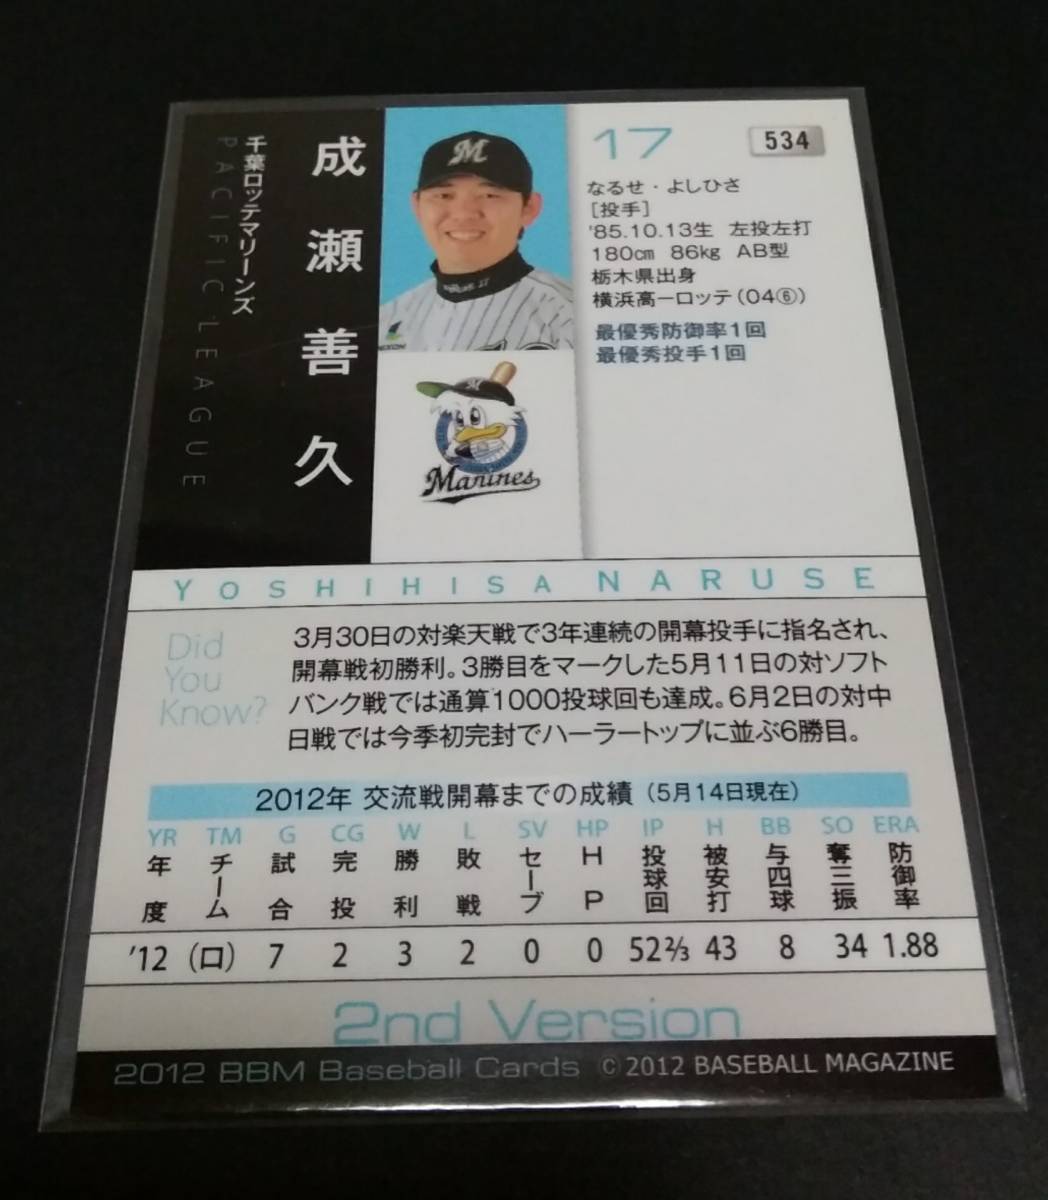 千葉ロッテマリーンズ
PACIFIC LEAGUE
成瀬善久
M
Marines
17
534
なるせ・よしひさ
[投手]
'85.10.13生 左投左打
180㎝ 86㎏ AB型
栃木県出身
横浜高ーロッテ(04⑥)
最優秀防御率1回
最優秀投手1回
YOSHIHISA NARUSE
Did
You
Know?
3月30日の対楽天戦で3年連続の開幕投手に指名され、
開幕戦初勝利。3勝目をマークした5月11日の対ソフト
バンク戦では通算1000投球回も達成。6月2日の対中
日戦では今季初完封でハーラートップに並ぶ6勝目。
2012年 交流戦開幕までの成績(5月14日現在)
YR TM G CG W L SV HP IP H BB SO ERA
年度 チーム 試合 完投 勝利 敗戦 セーブ HP 投球回 被安打 与四球 奪三振 防御率
'12 (ロ) 7 2 3 2 0 0 52⅔ 43 8 34 1.88
2nd Version
2012 BBM Baseball Cards © 2012 BASEBALL MAGAZINE